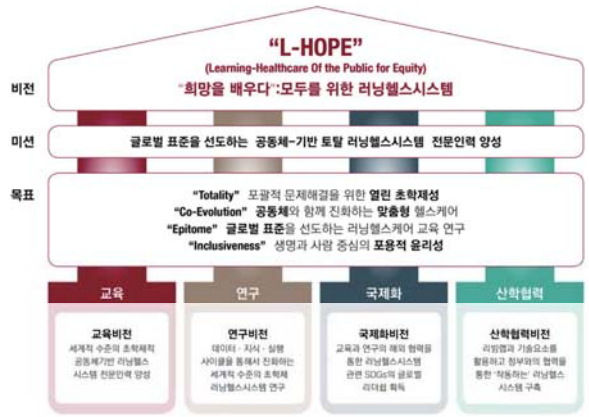 "L-HOPE"
(Learning-Healthcare Of the Public for Equity)
비전
"희망을 배우다":모두를 위한 러닝헬스시스템
미션
글로벌 표준을 선도하는 공동체-기반 토탈 러닝헬스시스템 전문인력 양성
목표
"Totality" 포괄적 문제해결을 위한 열린 초학제성
"Co-Evolution" 공동체와 함께 진화하는 맞춤형 헬스케어
"Epitome" 글로벌 표준을 선도하는 러닝헬스케어 교육 연구
"Inclusiveness" 생명과 사람 중심의 포용적 윤리성
교육
교육비전
세계적 수준의 초학제적
공동체기반 러닝헬스
시스템 전문인력 양성
연구
연구비전
데이터·지식·실행
사이클을 통해서 진화하는
세계적 수준의 초학제
러닝헬스시스템 연구
국제화
국제화비전
교육과 연구의 해외 협력을
통한 러닝헬스시스템
관련 SDGs의 글로벌
리더쉽 획득
산학협력
산학협력비전
리빙랩과 기술요소를
활용하고 정부와의 협력을
통한 '작동하는' 러닝헬스
시스템 구축